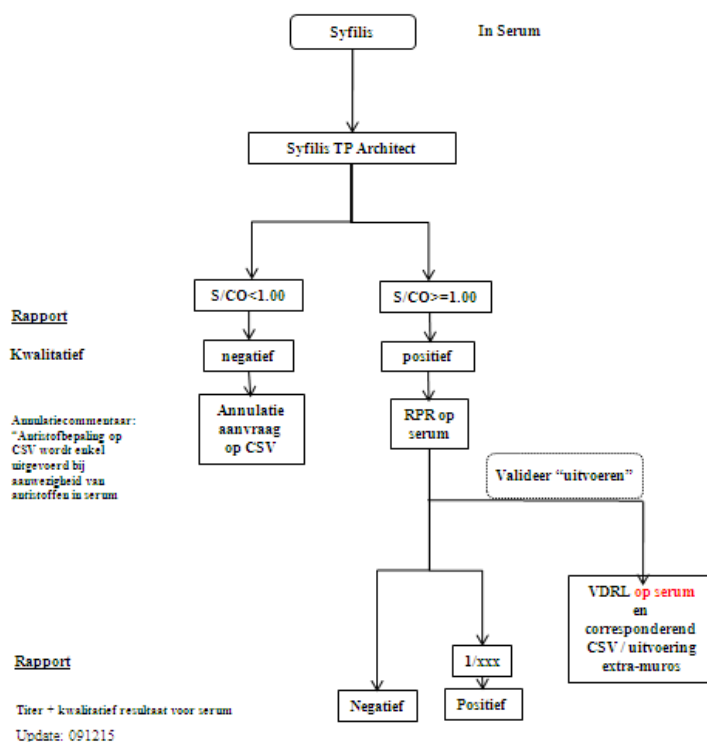 Syfilis
In Serum
Syfilis TP Architect
S/CO<1.00
S/CO>=1.00
Rapport
Kwalitatief
negatief
positief
Annulatiecommentaar:
“Antistofbepaling op
CSV wordt enkel
uitgevoerd bij
aanwezigheid van
antistoffen in serum
Annulatie
aanvraag
op CSV
RPR op
serum
Valideer “uitvoeren”
VDRL op serum
en
corresponderend
CSV / uitvoering
extra-muros
Rapport
1/xxx
Negatief
Positief
Titer + kwalitatief resultaat voor serum
Update: 091215